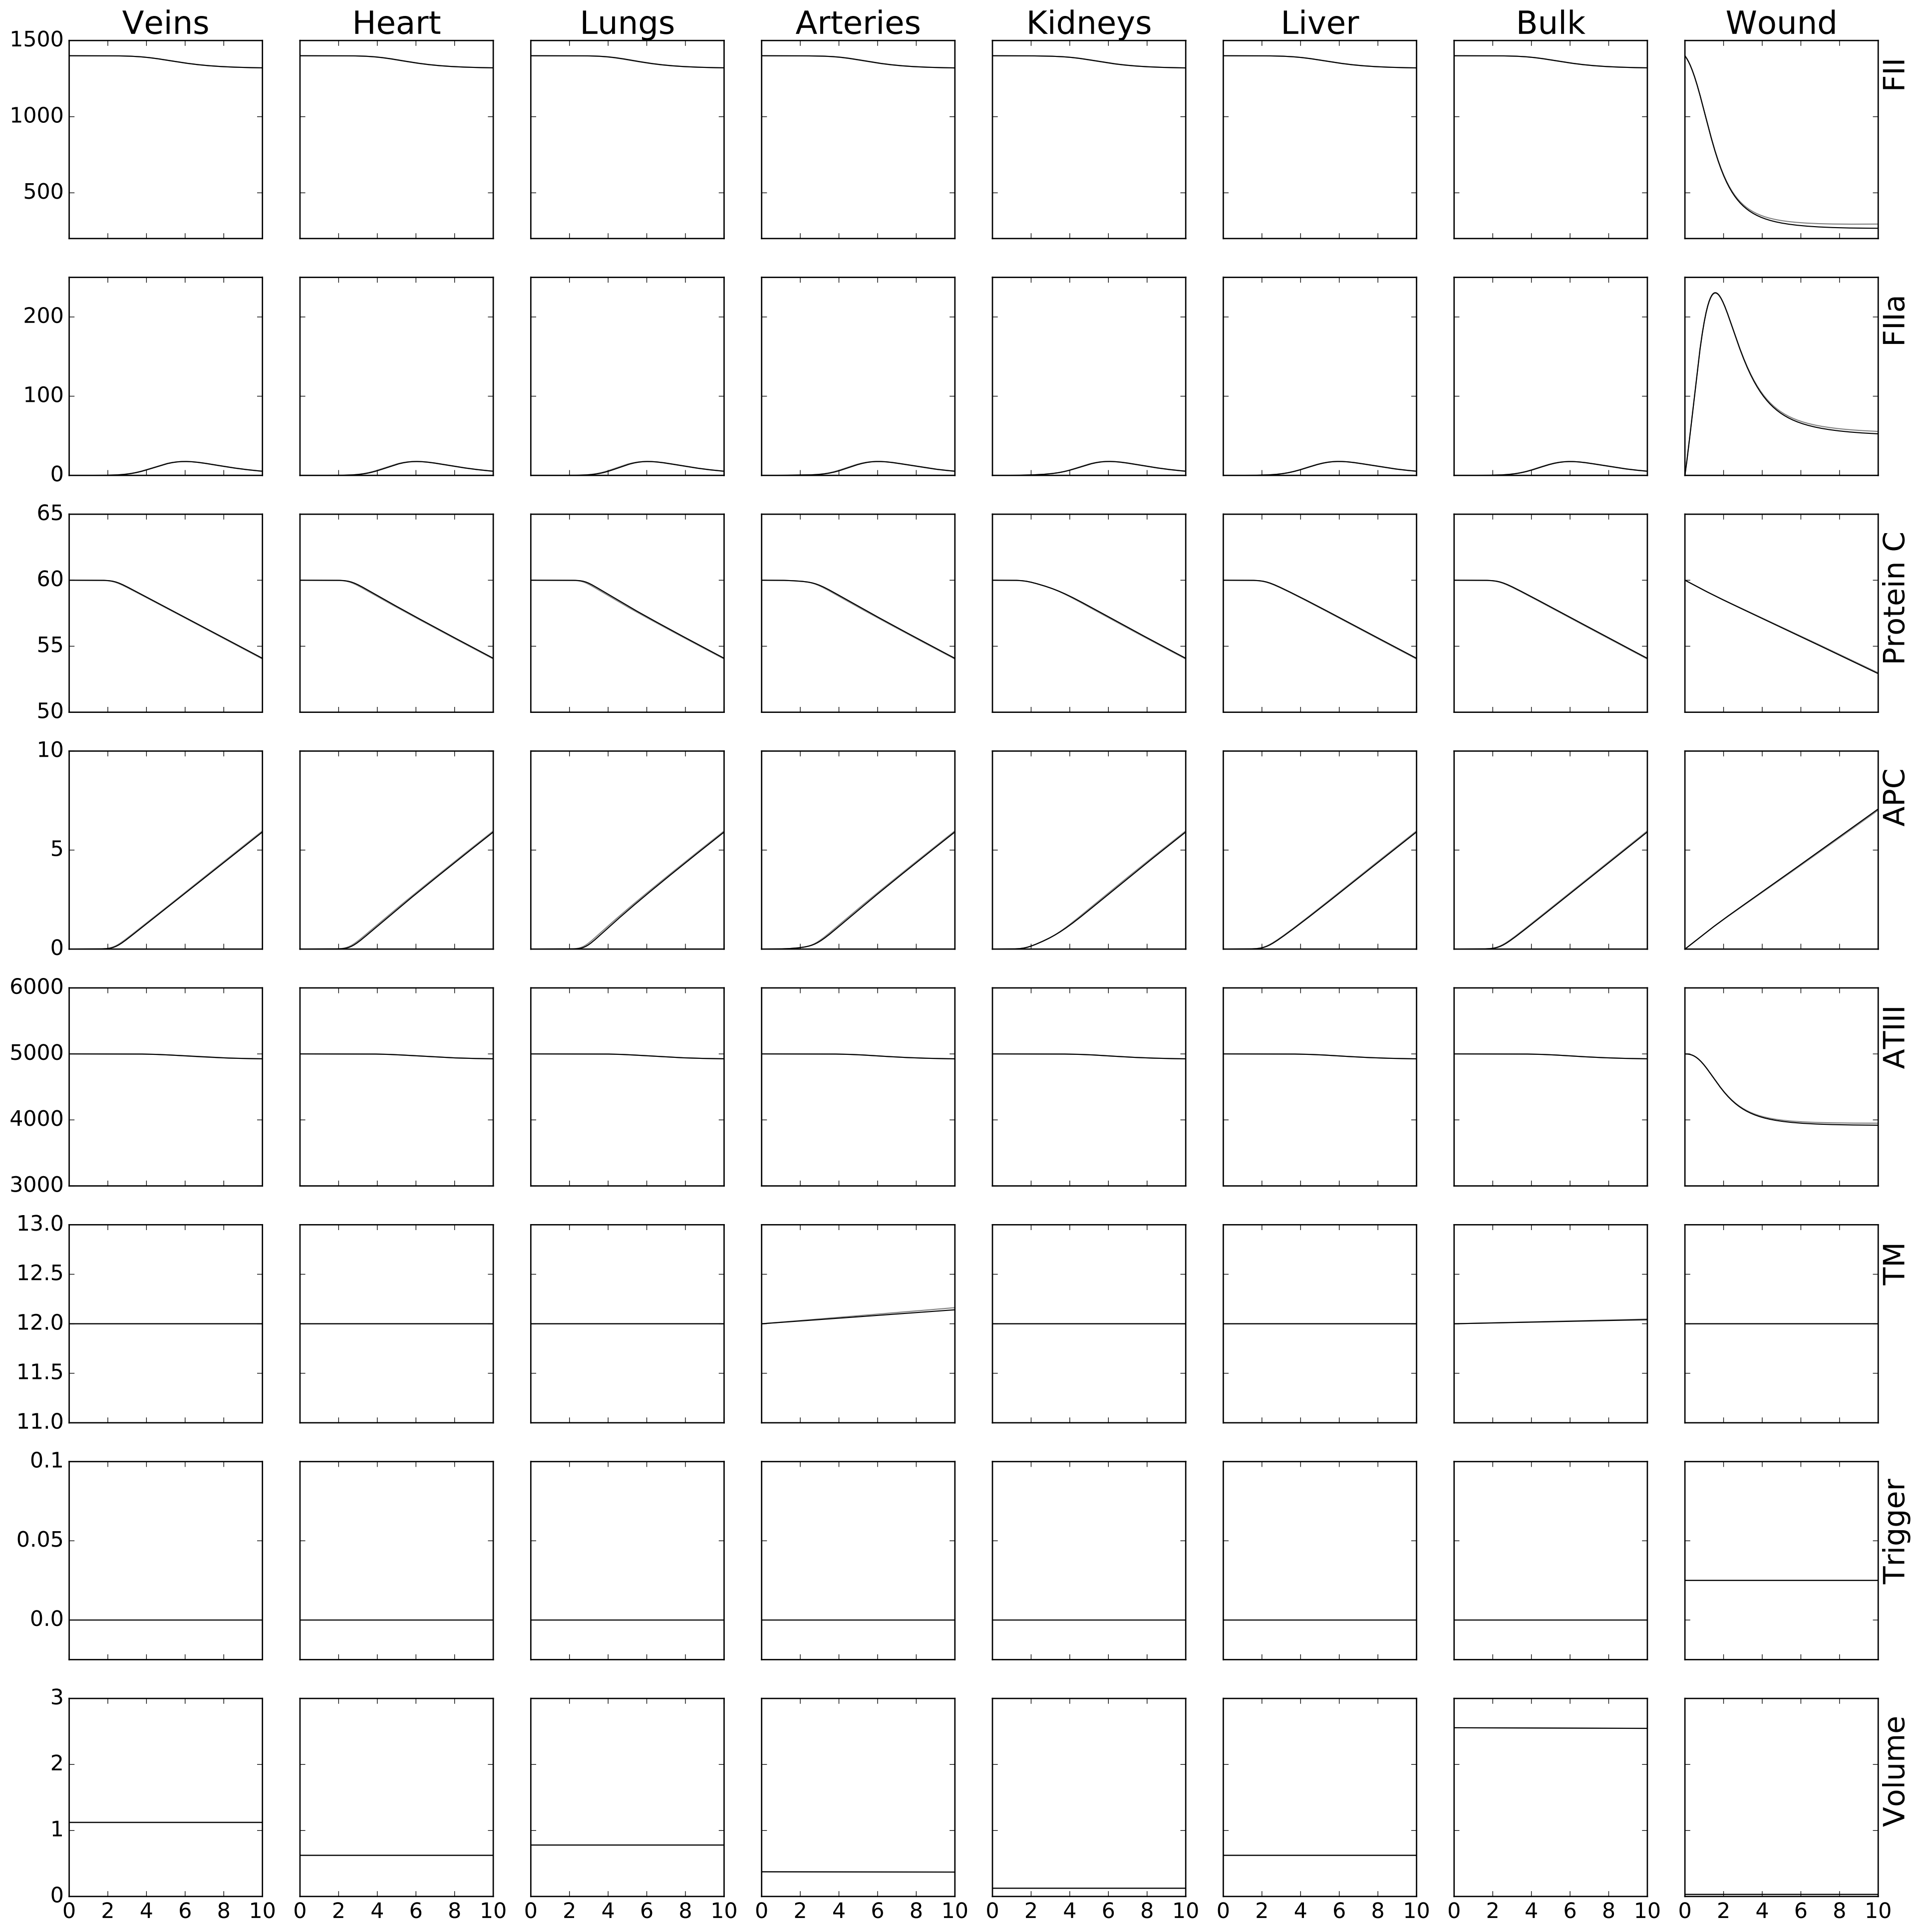 Veins Heart Lungs Arteries Kidneys Liver Bulk Wound
1500
1000
500
FII
200
100
0
FIIa
65
60
55
50
Protein C
10
5
0
APC
6000
5000
4000
3000
ATIII
13.0
12.5
12.0
11.5
11.0
TM
0.1
0.05
0.0
Trigger
3
2
1
0
Volume
0 2 4 6 8 10 0 2 4 6 8 10 0 2 4 6 8 10 0 2 4 6 8 10 0 2 4 6 8 10 0 2 4 6 8 10 0 2 4 6 8 10 0 2 4 6 8 10